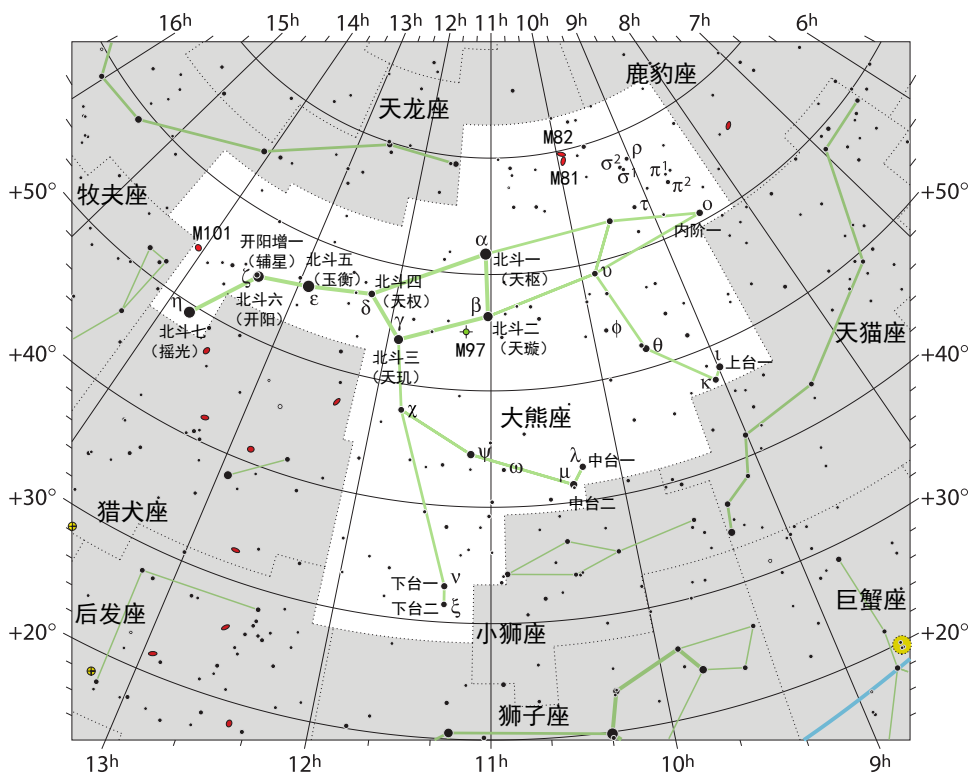 16h 15h 14h 13h 12h 11h 10h 9h 8h 7h 6h
鹿豹座
天龙座
M82
ρ
σ² σ¹ π¹ π²
M81
+50° +50°
牧夫座
τ ο
内阶一
M101
开阳增一
（辅星）
ζ
北斗五
（玉衡）
ε
α
北斗一
（天枢）
υ
北斗四
（天权）
δ
η
北斗六
（开阳）
北斗七
（摇光）
γ
β
北斗二
（天璇）
M97
φ
θ
天猫座
北斗三
（天玑）
ι 上台一
κ
+40° +40°
χ
大熊座
ψ
ω
λ 中台一
μ
中台二
+30° +30°
猎犬座
下台一 ν
下台二 ξ
后发座
小狮座
巨蟹座
+20° +20°
狮子座
13h 12h 11h 10h 9h